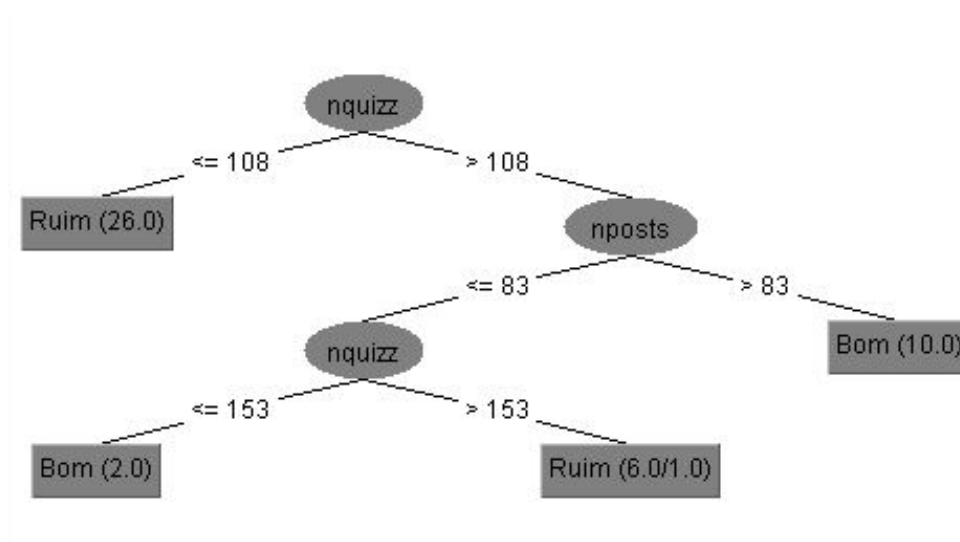 nquizz
<= 108
> 108
Ruim (26.0)
nposts
<= 83
> 83
nquizz
Bom (10.0)
<= 153
> 153
Bom (2.0)
Ruim (6.0/1.0)